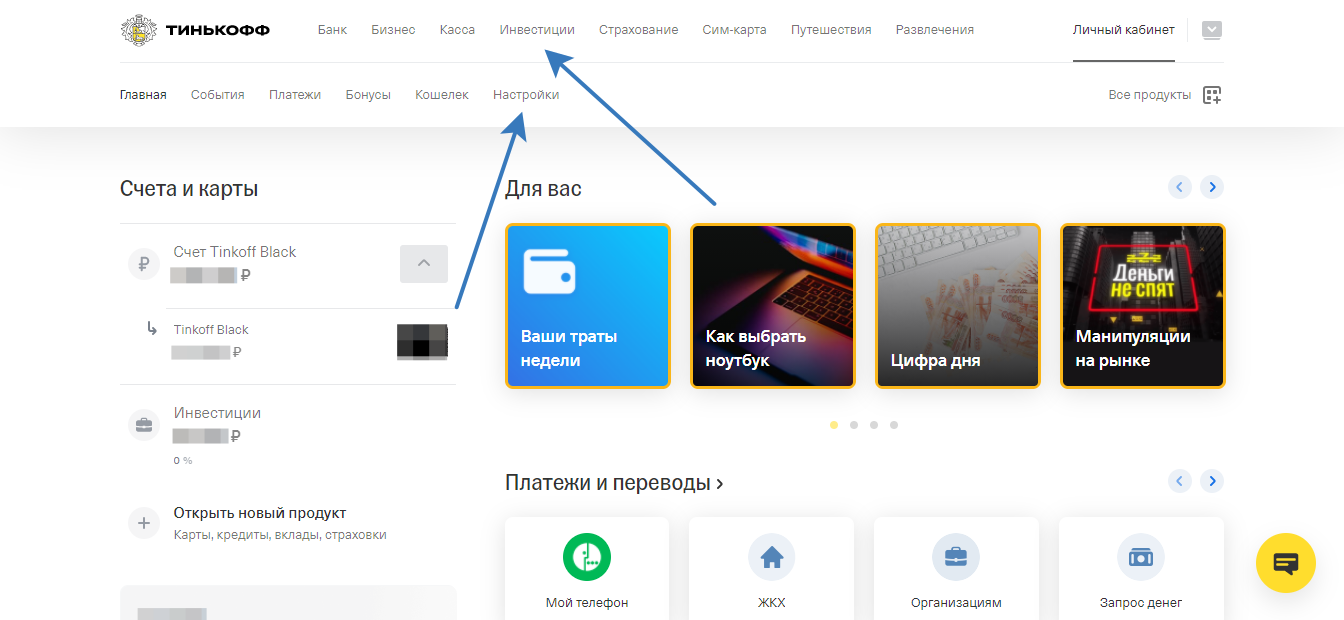 ТИНЬКОФФ
Банк Бизнес Касса Инвестиции Страхование Сим-карта Путешествия Развлечения Личный кабинет
Главная События Платежи Бонусы Кошелек Настройки Все продукты
Счета и карты
Счет Tinkoff Black
₽
Tinkoff Black
₽
Инвестиции
₽
0 %
Открыть новый продукт
Карты, кредиты, вклады, страховки
Для вас
Ваши траты
недели
Как выбрать
ноутбук
Цифра дня
Деньги
не спят
Манипуляции
на рынке
Платежи и переводы ›
Мой телефон
ЖКХ
Организациям
Запрос денег